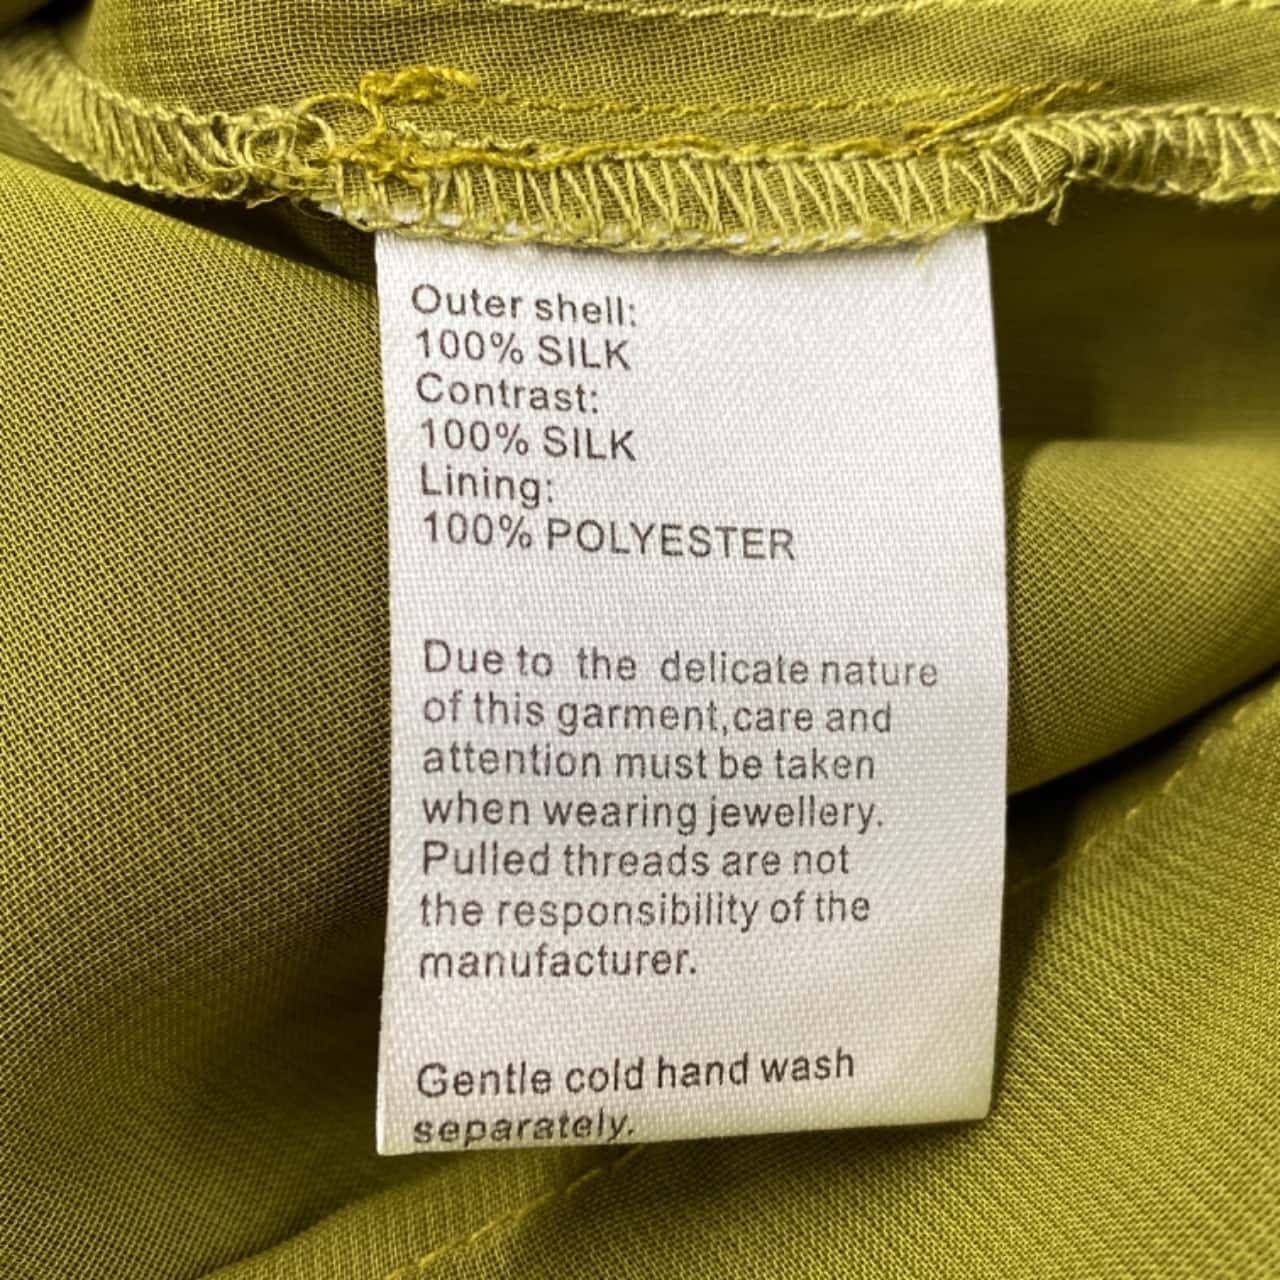 Outer shell:
100% SILK
Contrast:
100% SILK
Lining:
100% POLYESTER
Due to the delicate nature
of this garment,care and
attention must be taken
when wearing jewellery.
Pulled threads are not
the responsibility of the
manufacturer.
Gentle cold hand wash
separately.